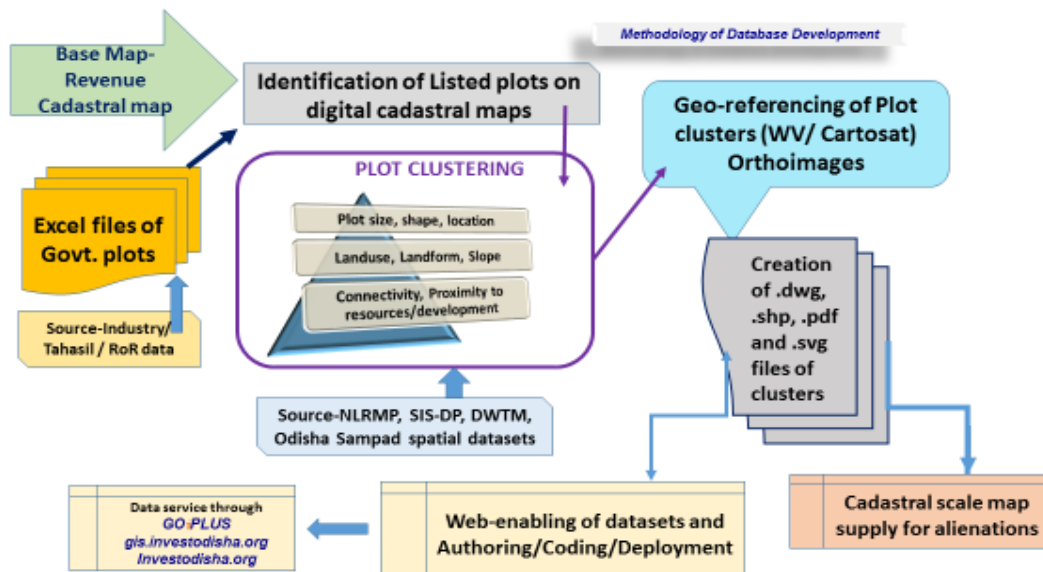 Methodology of Database Development
Base Map-
Revenue
Cadastral map
Identification of Listed plots on
digital cadastral maps
Geo-referencing of Plot
clusters (WV/ Cartosat)
Orthoimages
Excel files of
Govt. plots
PLOT CLUSTERING
Plot size, shape, location
Landuse, Landform, Slope
Connectivity, Proximity to
resources/development
Source-Industry/
Tahasil / RoR data
Creation
of .dwg,
.shp, .pdf
and .svg
files of
clusters
Source-NLRMP, SIS-DP, DWTM,
Odisha Sampad spatial datasets
Data service through
GO PLUS
gis.investodisha.org
Investodisha.org
Web-enabling of datasets and
Authoring/Coding/Deployment
Cadastral scale map
supply for alienations